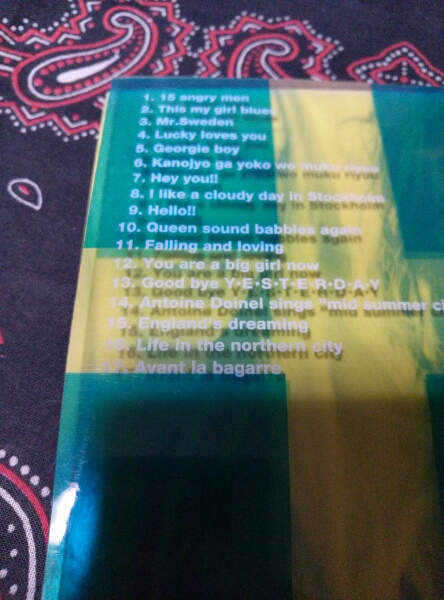 1. 15 angry men
2. This my girl blues
3. Mr.Sweden
4. Lucky loves you
5. Georgie boy
6. Kanojyo ga yoko wo muku riyou
7. Hey you!!
8. I like a cloudy day in Stockholm
9. Hello!!
10. Queen sound babbles again
11. Falling and loving
12. You are a big girl now
13. Good bye Y·E·S·T·E·R·D·A·Y
14. Antoine Doinel sings "mid summer
15. England's dreaming
16. Life in the northern city
17. Avant la bagarre